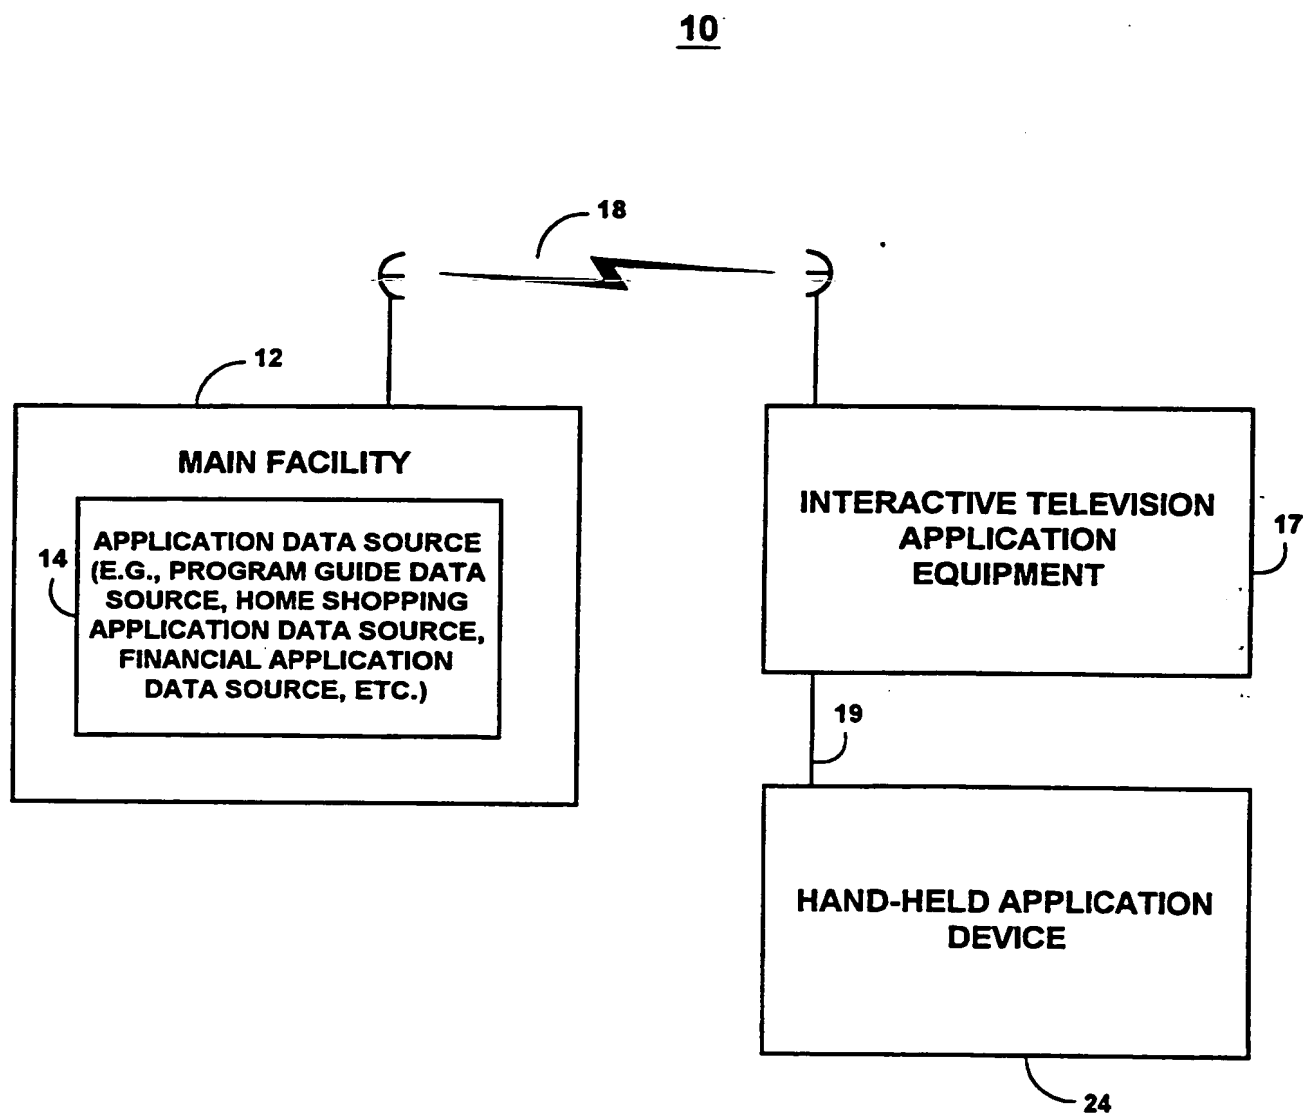 10
18
12
MAIN FACILITY
14
APPLICATION DATA SOURCE
(E.G., PROGRAM GUIDE DATA
SOURCE, HOME SHOPPING
APPLICATION DATA SOURCE,
FINANCIAL APPLICATION
DATA SOURCE, ETC.)
INTERACTIVE TELEVISION
APPLICATION
EQUIPMENT
17
19
HAND-HELD APPLICATION
DEVICE
24